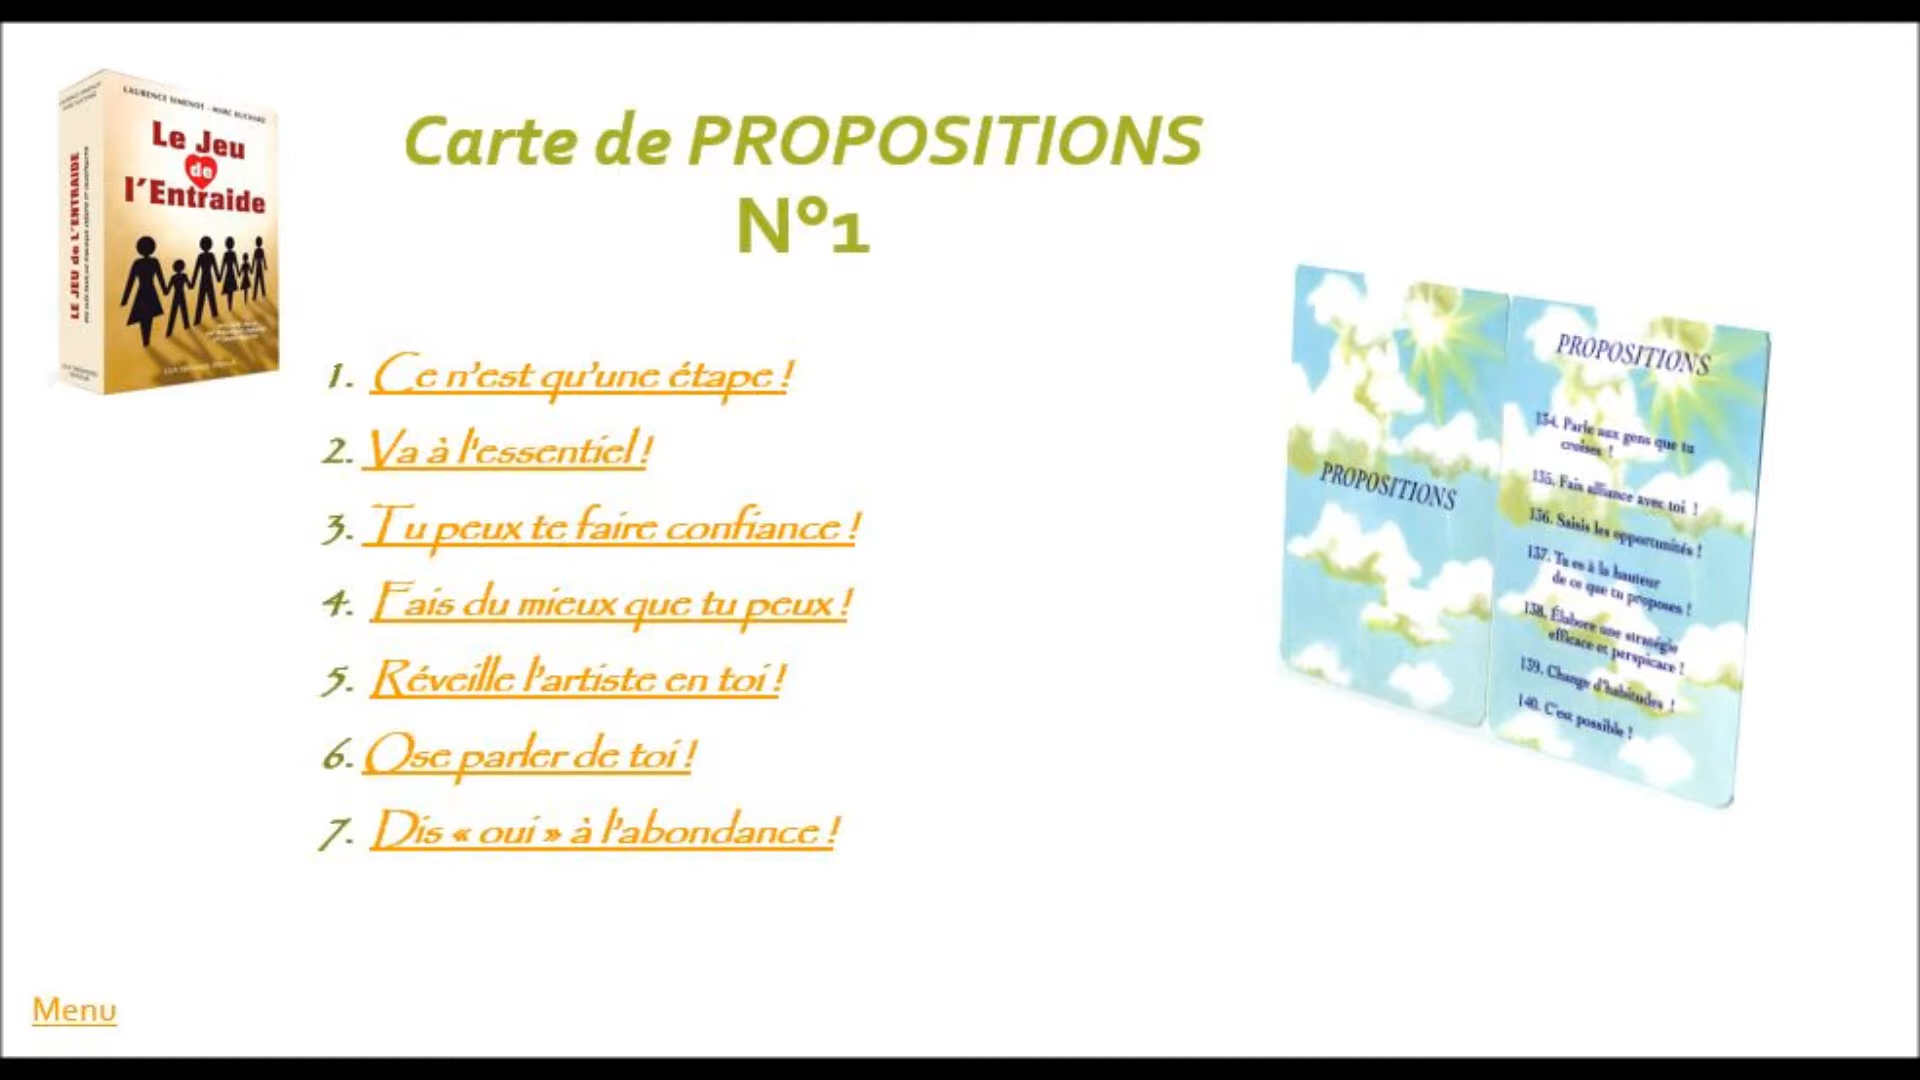 LAURENCE SIMENOT - MARC
Le Jeu
de
l'Entraide
LE JEU de L'ENTRAIDE
Carte de PROPOSITIONS
N°1
1. Ce n'est qu'une étape !
2. Va à l'essentiel !
3. Tu peux te faire confiance !
4. Fais du mieux que tu peux !
5. Réveille l'artiste en toi !
6. Ose parler de toi !
7. Dis « oui » à l'abondance !
PROPOSITIONS
PROPOSITIONS
134. Parle aux gens que tu
croises !
135. Fais alliance avec toi !
136. Saisis les opportunités !
137. Tu es à la hauteur
de ce que tu proposes !
138. Élabore une stratégie
efficace et perspicace !
139. Change d'habitudes !
140. C'est possible !
Menu